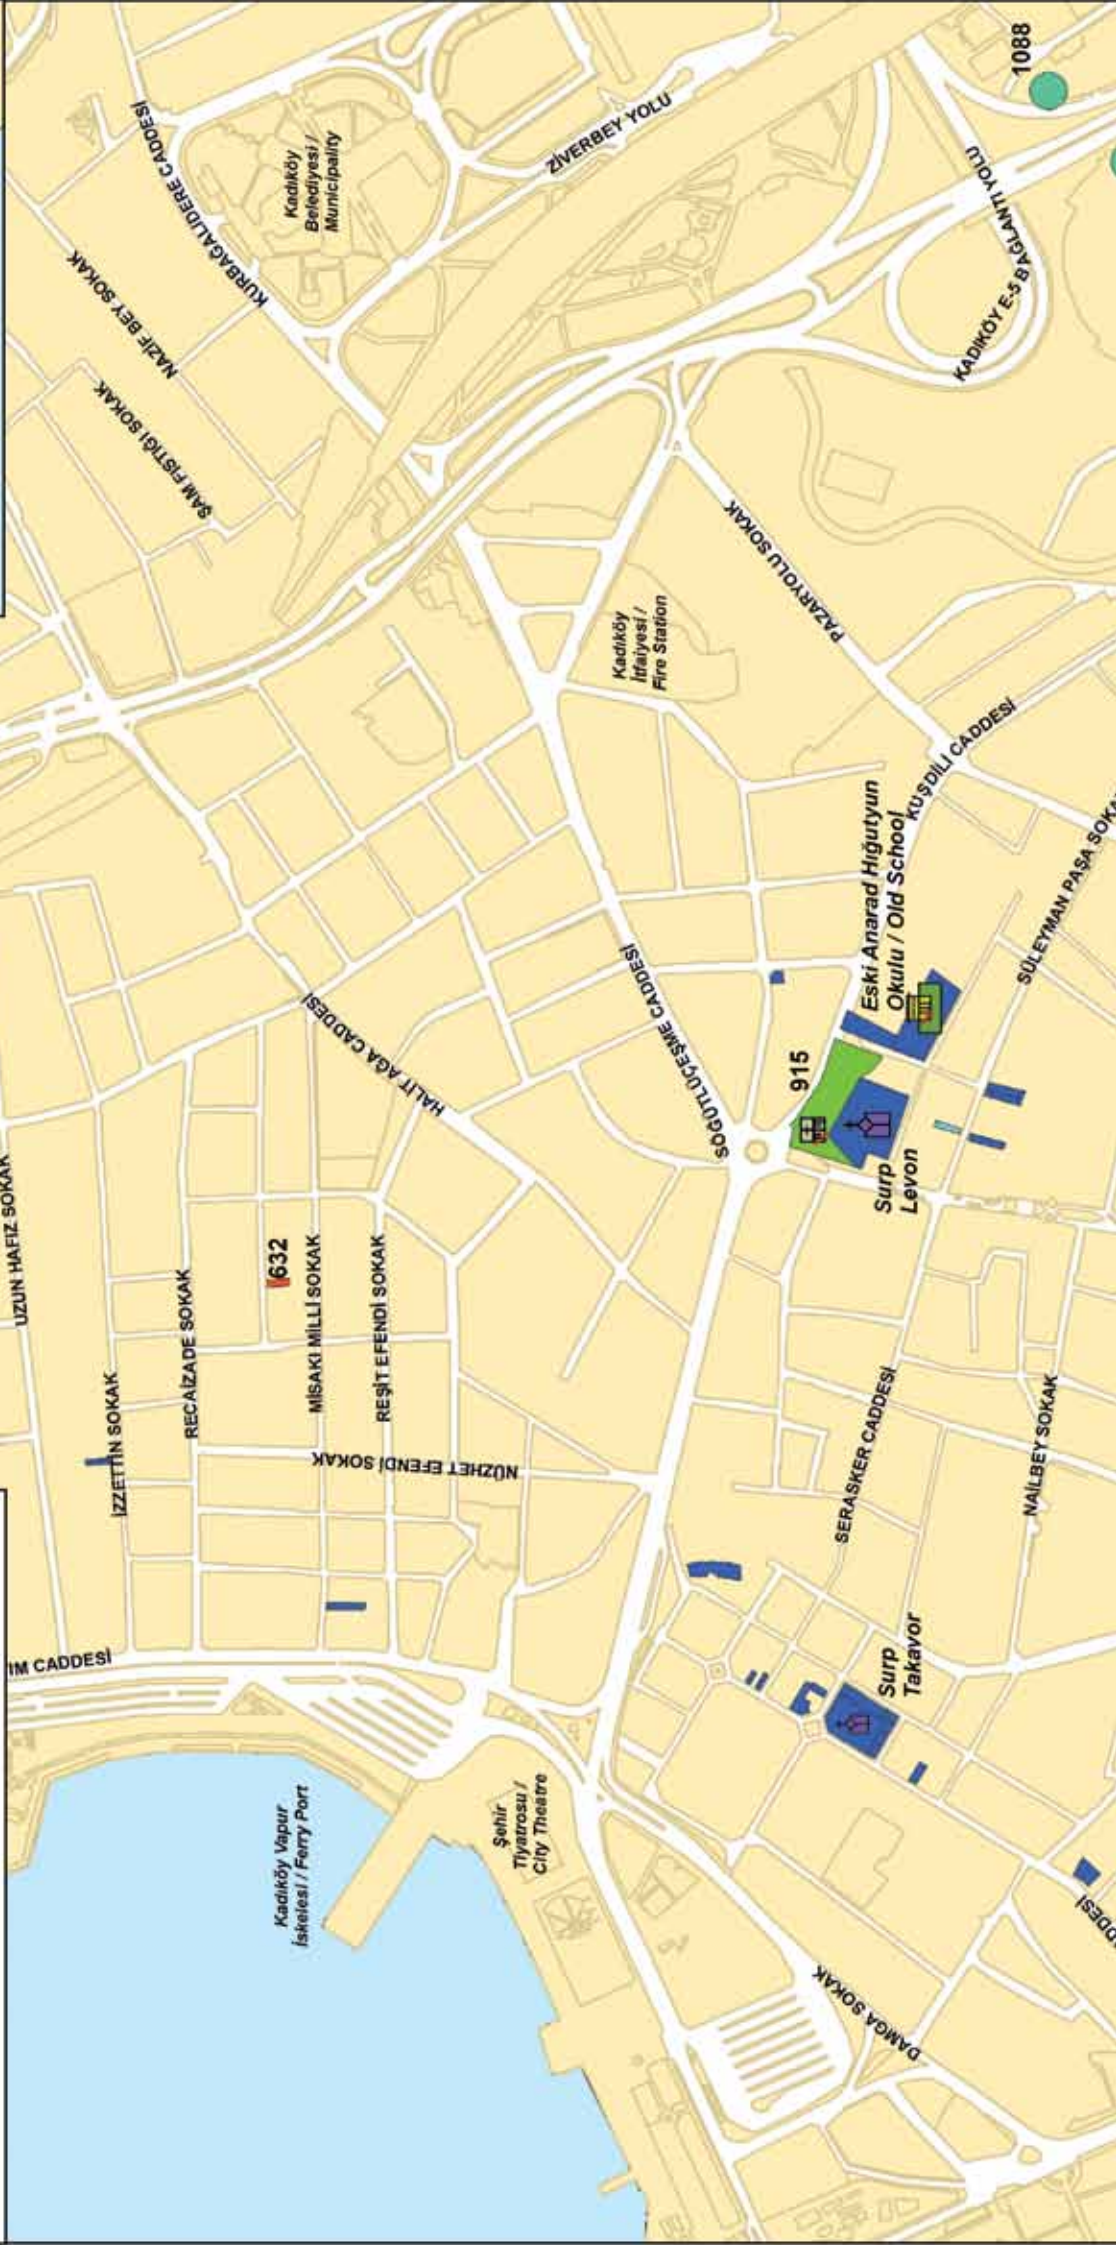 UZUN HAFIZ SOKAK
İZZETTİN SOKAK
RECAİZADE SOKAK
632
MİSAKI MİLLİ SOKAK
REŞİT EFENDİ SOKAK
NÜZHET EFENDİ SOKAK
IM CADDESİ
Kadıköy Vapur
İskelesi / Ferry Port
Şehir
Tiyatrosu /
City Theatre
HALİT AĞA CADDESİ
SÖĞÜTLÜÇEŞME CADDESİ
KURBAĞALIDERE CADDESİ
NAZİF BEY SOKAK
ŞAM FISTIĞI SOKAK
Kadıköy
Belediyesi /
Municipality
ZİVERBEY YOLU
1088
KADIKÖY E-5 BAĞLANTI YOLU
Kadıköy
İtfaiyesi /
Fire Station
PAZARYOLU SOKAK
KUŞDİLİ CADDESİ
Eski Anarad Hığutyun
Okulu / Old School
915
Surp
Levon
SÜLEYMAN PAŞA SOKA
SERASKER CADDESİ
NAİLBEY SOKAK
Surp
Takavor
DAMGA SOKAK
DDESİ